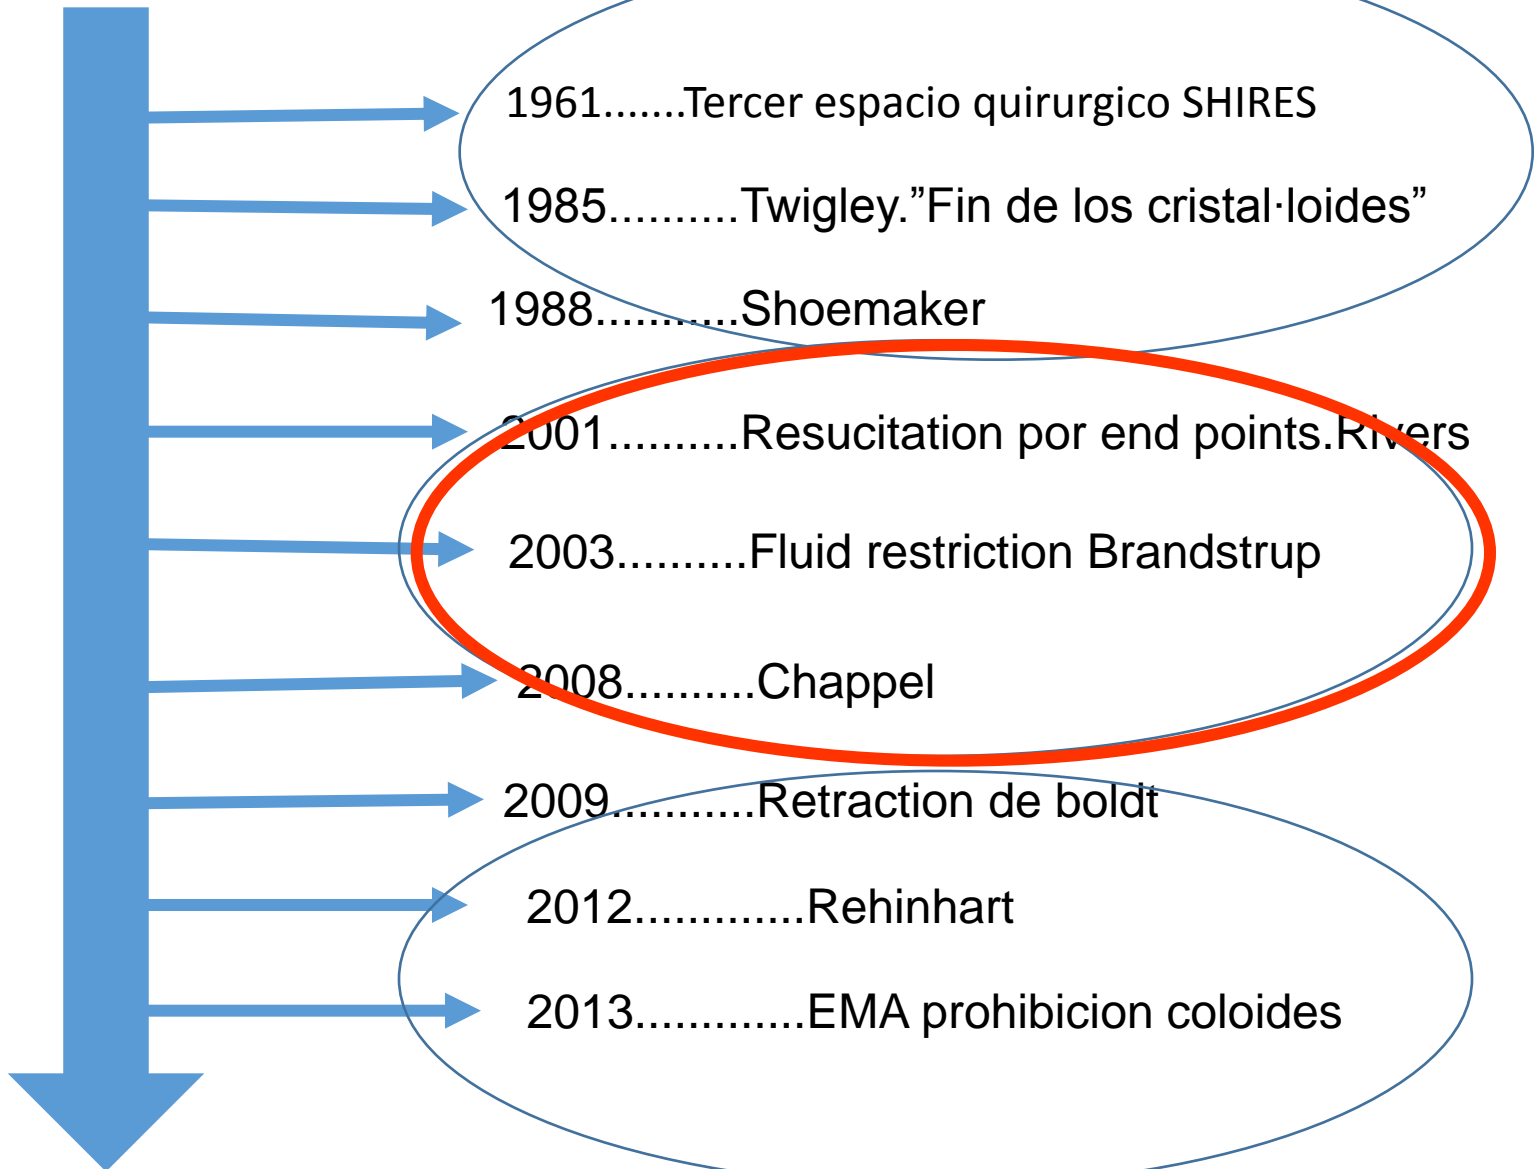 1961.......Tercer espacio quirurgico SHIRES
1985..........Twigley.”Fin de los cristal·loides”
1988...........Shoemaker
2001..........Resucitation por end points.Rivers
2003..........Fluid restriction Brandstrup
2008..........Chappel
2009...........Retraction de boldt
2012.............Rehinhart
2013.............EMA prohibicion coloides